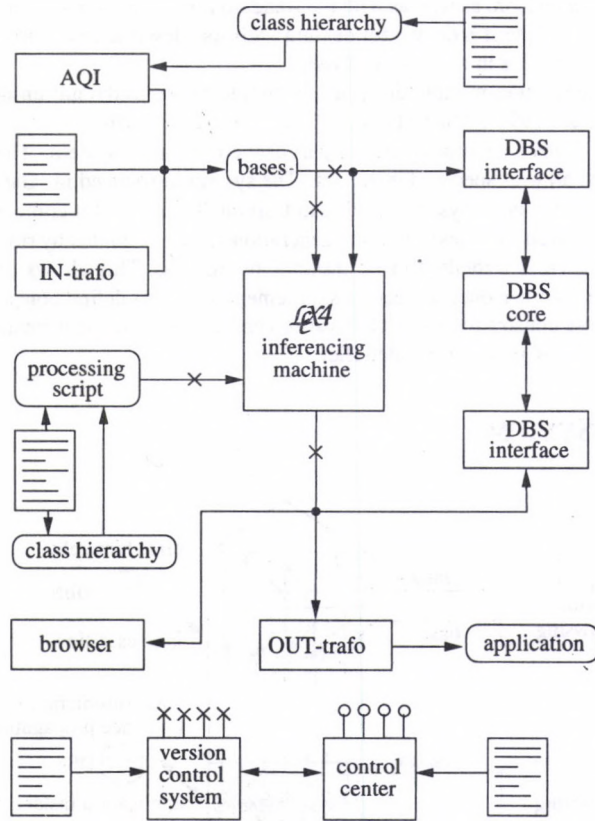 class hierarchy
AQI
bases
DBS
interface
IN-trafo
LEX4
inferencing
machine
DBS
core
processing
script
DBS
interface
class hierarchy
browser
OUT-trafo
application
version
control
system
control
center